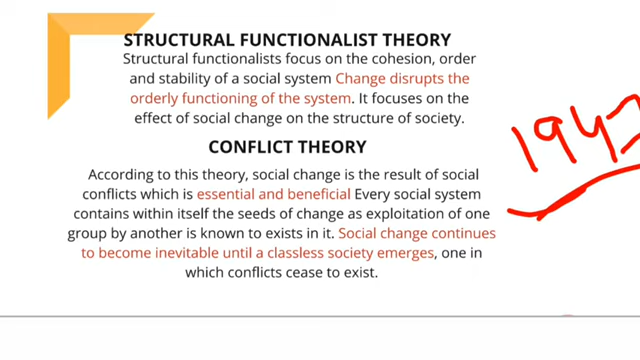 STRUCTURAL FUNCTIONALIST THEORY
Structural functionalists focus on the cohesion, order
and stability of a social system Change disrupts the
orderly functioning of the system. It focuses on the
effect of social change on the structure of society.
CONFLICT THEORY
According to this theory, social change is the result of social
conflicts which is essential and beneficial Every social system
contains within itself the seeds of change as exploitation of one
group by another is known to exists in it. Social change continues
to become inevitable until a classless society emerges, one in
which conflicts cease to exist.
1947